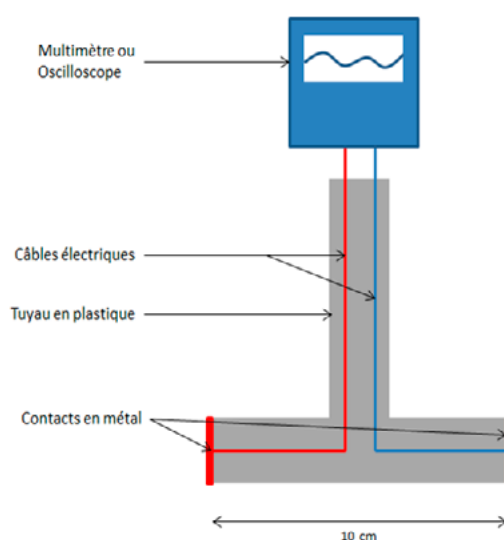 Multimètre ou
Oscilloscope
Câbles électriques
Tuyau en plastique
Contacts en métal
10 cm